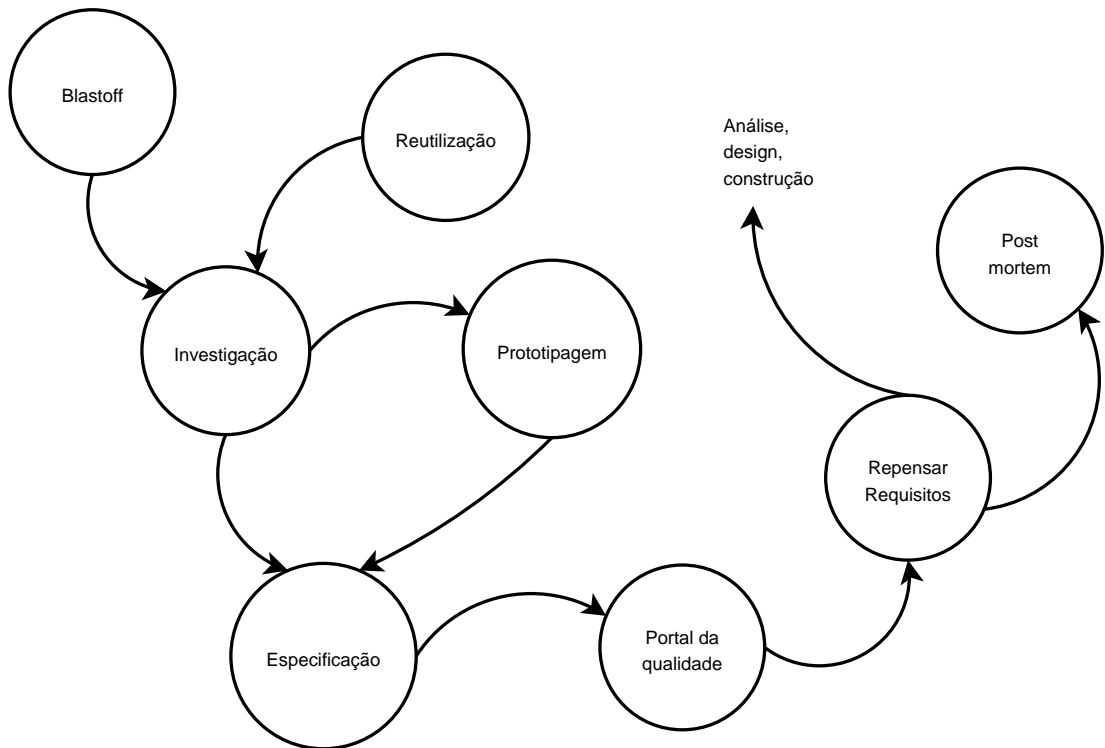 Blastoff
Reutilização
Análise,
design,
construção
Post
mortem
Investigação
Prototipagem
Repensar
Requisitos
Especificação
Portal da
qualidade